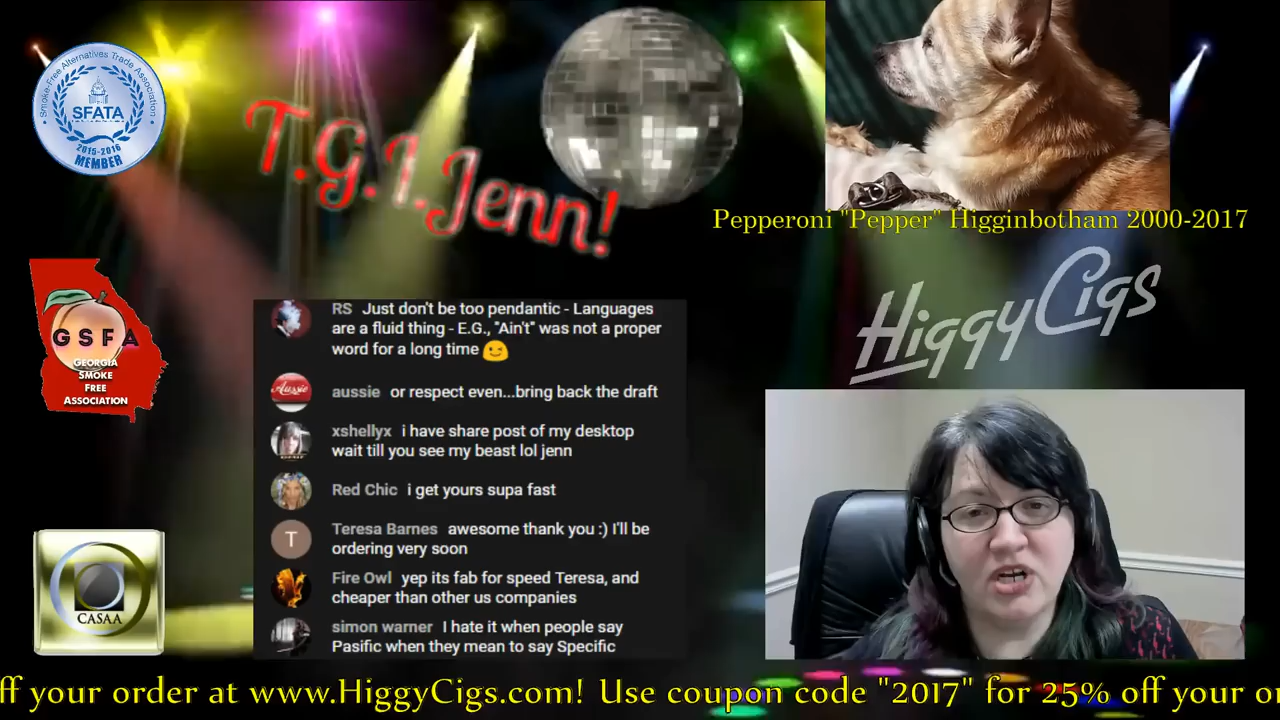 Smoke-Free Alternatives Trade Association
SFATA
2015-2016
MEMBER
T.G.I.Jenn!
Pepperoni "Pepper" Higginbotham 2000-2017
HiggyCigs
GSFA
GEORGIA
SMOKE
FREE
ASSOCIATION
RS Just don't be too pendantic - Languages
are a fluid thing - E.G., "Ain't" was not a proper
word for a long time
Aussie
aussie or respect even...bring back the draft
xshellyx i have share post of my desktop
wait till you see my beast lol jenn
Red Chic i get yours supa fast
T
Teresa Barnes awesome thank you :) I'll be
ordering very soon
Fire Owl yep its fab for speed Teresa, and
cheaper than other us companies
simon warner I hate it when people say
Pasific when they mean to say Specific
CASAA
ff your order at www.HiggyCigs.com! Use coupon code "2017" for 25% off your or